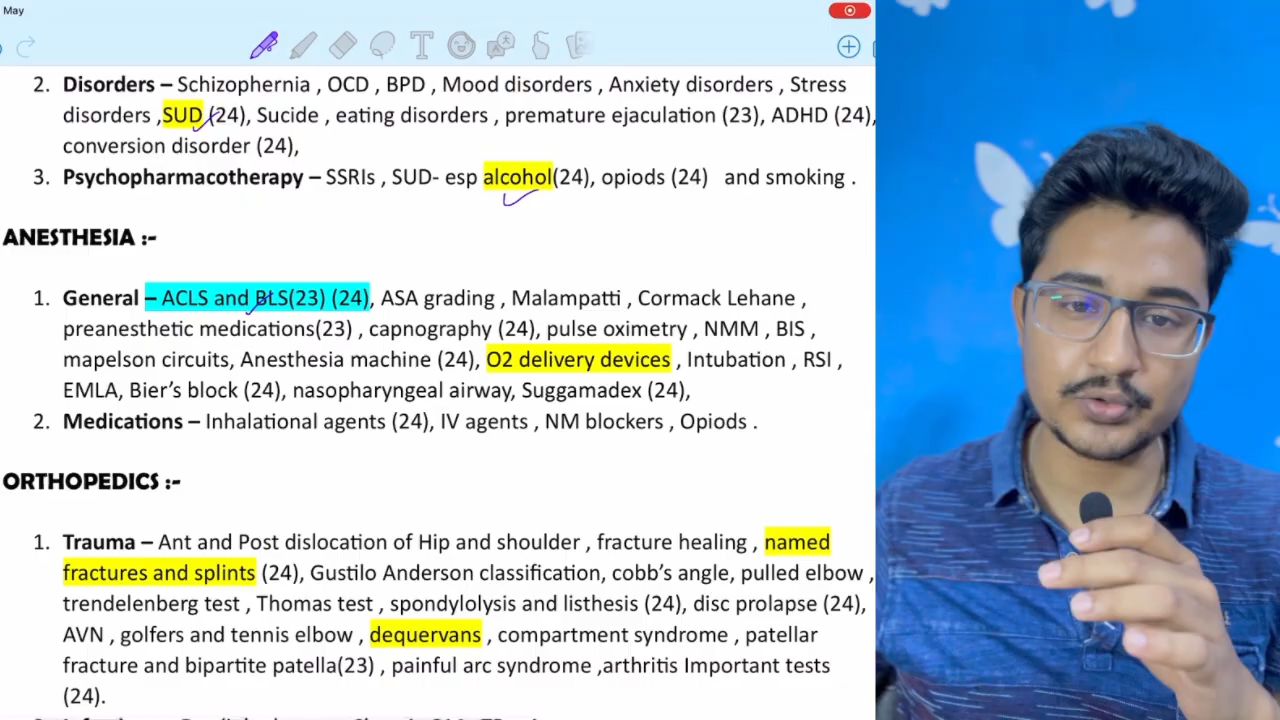 May
2. Disorders – Schizophernia , OCD , BPD , Mood disorders , Anxiety disorders , Stress
disorders ,SUD (24), Sucide , eating disorders , premature ejaculation (23), ADHD (24),
conversion disorder (24),
3. Psychopharmacotherapy – SSRIs , SUD- esp alcohol(24), opiods (24) and smoking .
ANESTHESIA :-
1. General – ACLS and BLS(23) (24), ASA grading , Malampatti , Cormack Lehane ,
preanesthetic medications(23) , capnography (24), pulse oximetry , NMM , BIS ,
mapelson circuits, Anesthesia machine (24), O2 delivery devices , Intubation , RSI ,
EMLA, Bier’s block (24), nasopharyngeal airway, Suggamadex (24),
2. Medications – Inhalational agents (24), IV agents , NM blockers , Opiods .
ORTHOPEDICS :-
1. Trauma – Ant and Post dislocation of Hip and shoulder , fracture healing , named
fractures and splints (24), Gustilo Anderson classification, cobb’s angle, pulled elbow ,
trendelenberg test , Thomas test , spondylolysis and listhesis (24), disc prolapse (24),
AVN , golfers and tennis elbow , dequervans , compartment syndrome , patellar
fracture and bipartite patella(23) , painful arc syndrome ,arthritis Important tests
(24).